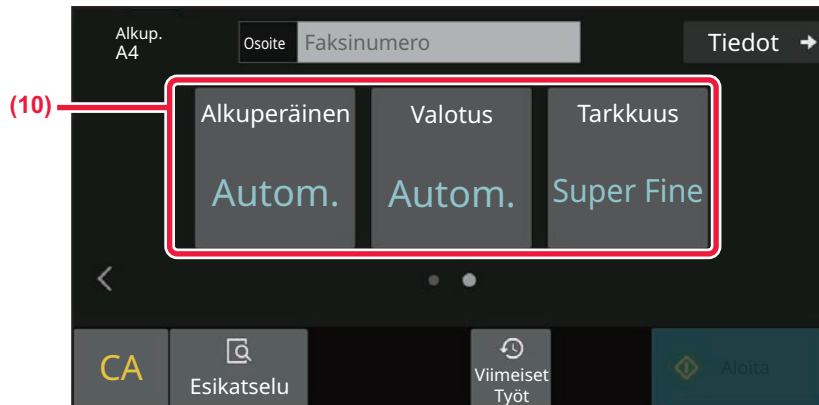 Alkup.
A4
Osoite Faksinumero
Tiedot
(10)
Alkuperäinen Valotus Tarkkuus
Autom. Autom. Super Fine
CA
Esikatselu
Viimeiset
Työt
Aloita